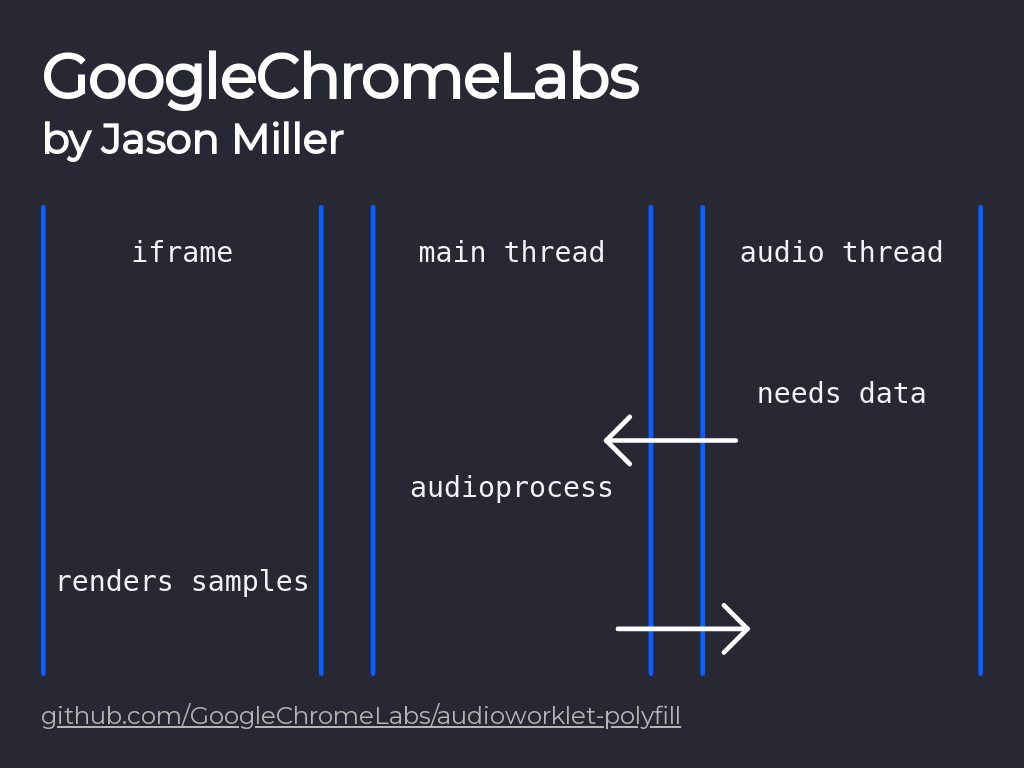 GoogleChromeLabs
by Jason Miller
iframe
main thread
audio thread
needs data
audioprocess
renders samples
github.com/GoogleChromeLabs/audioworklet-polyfill